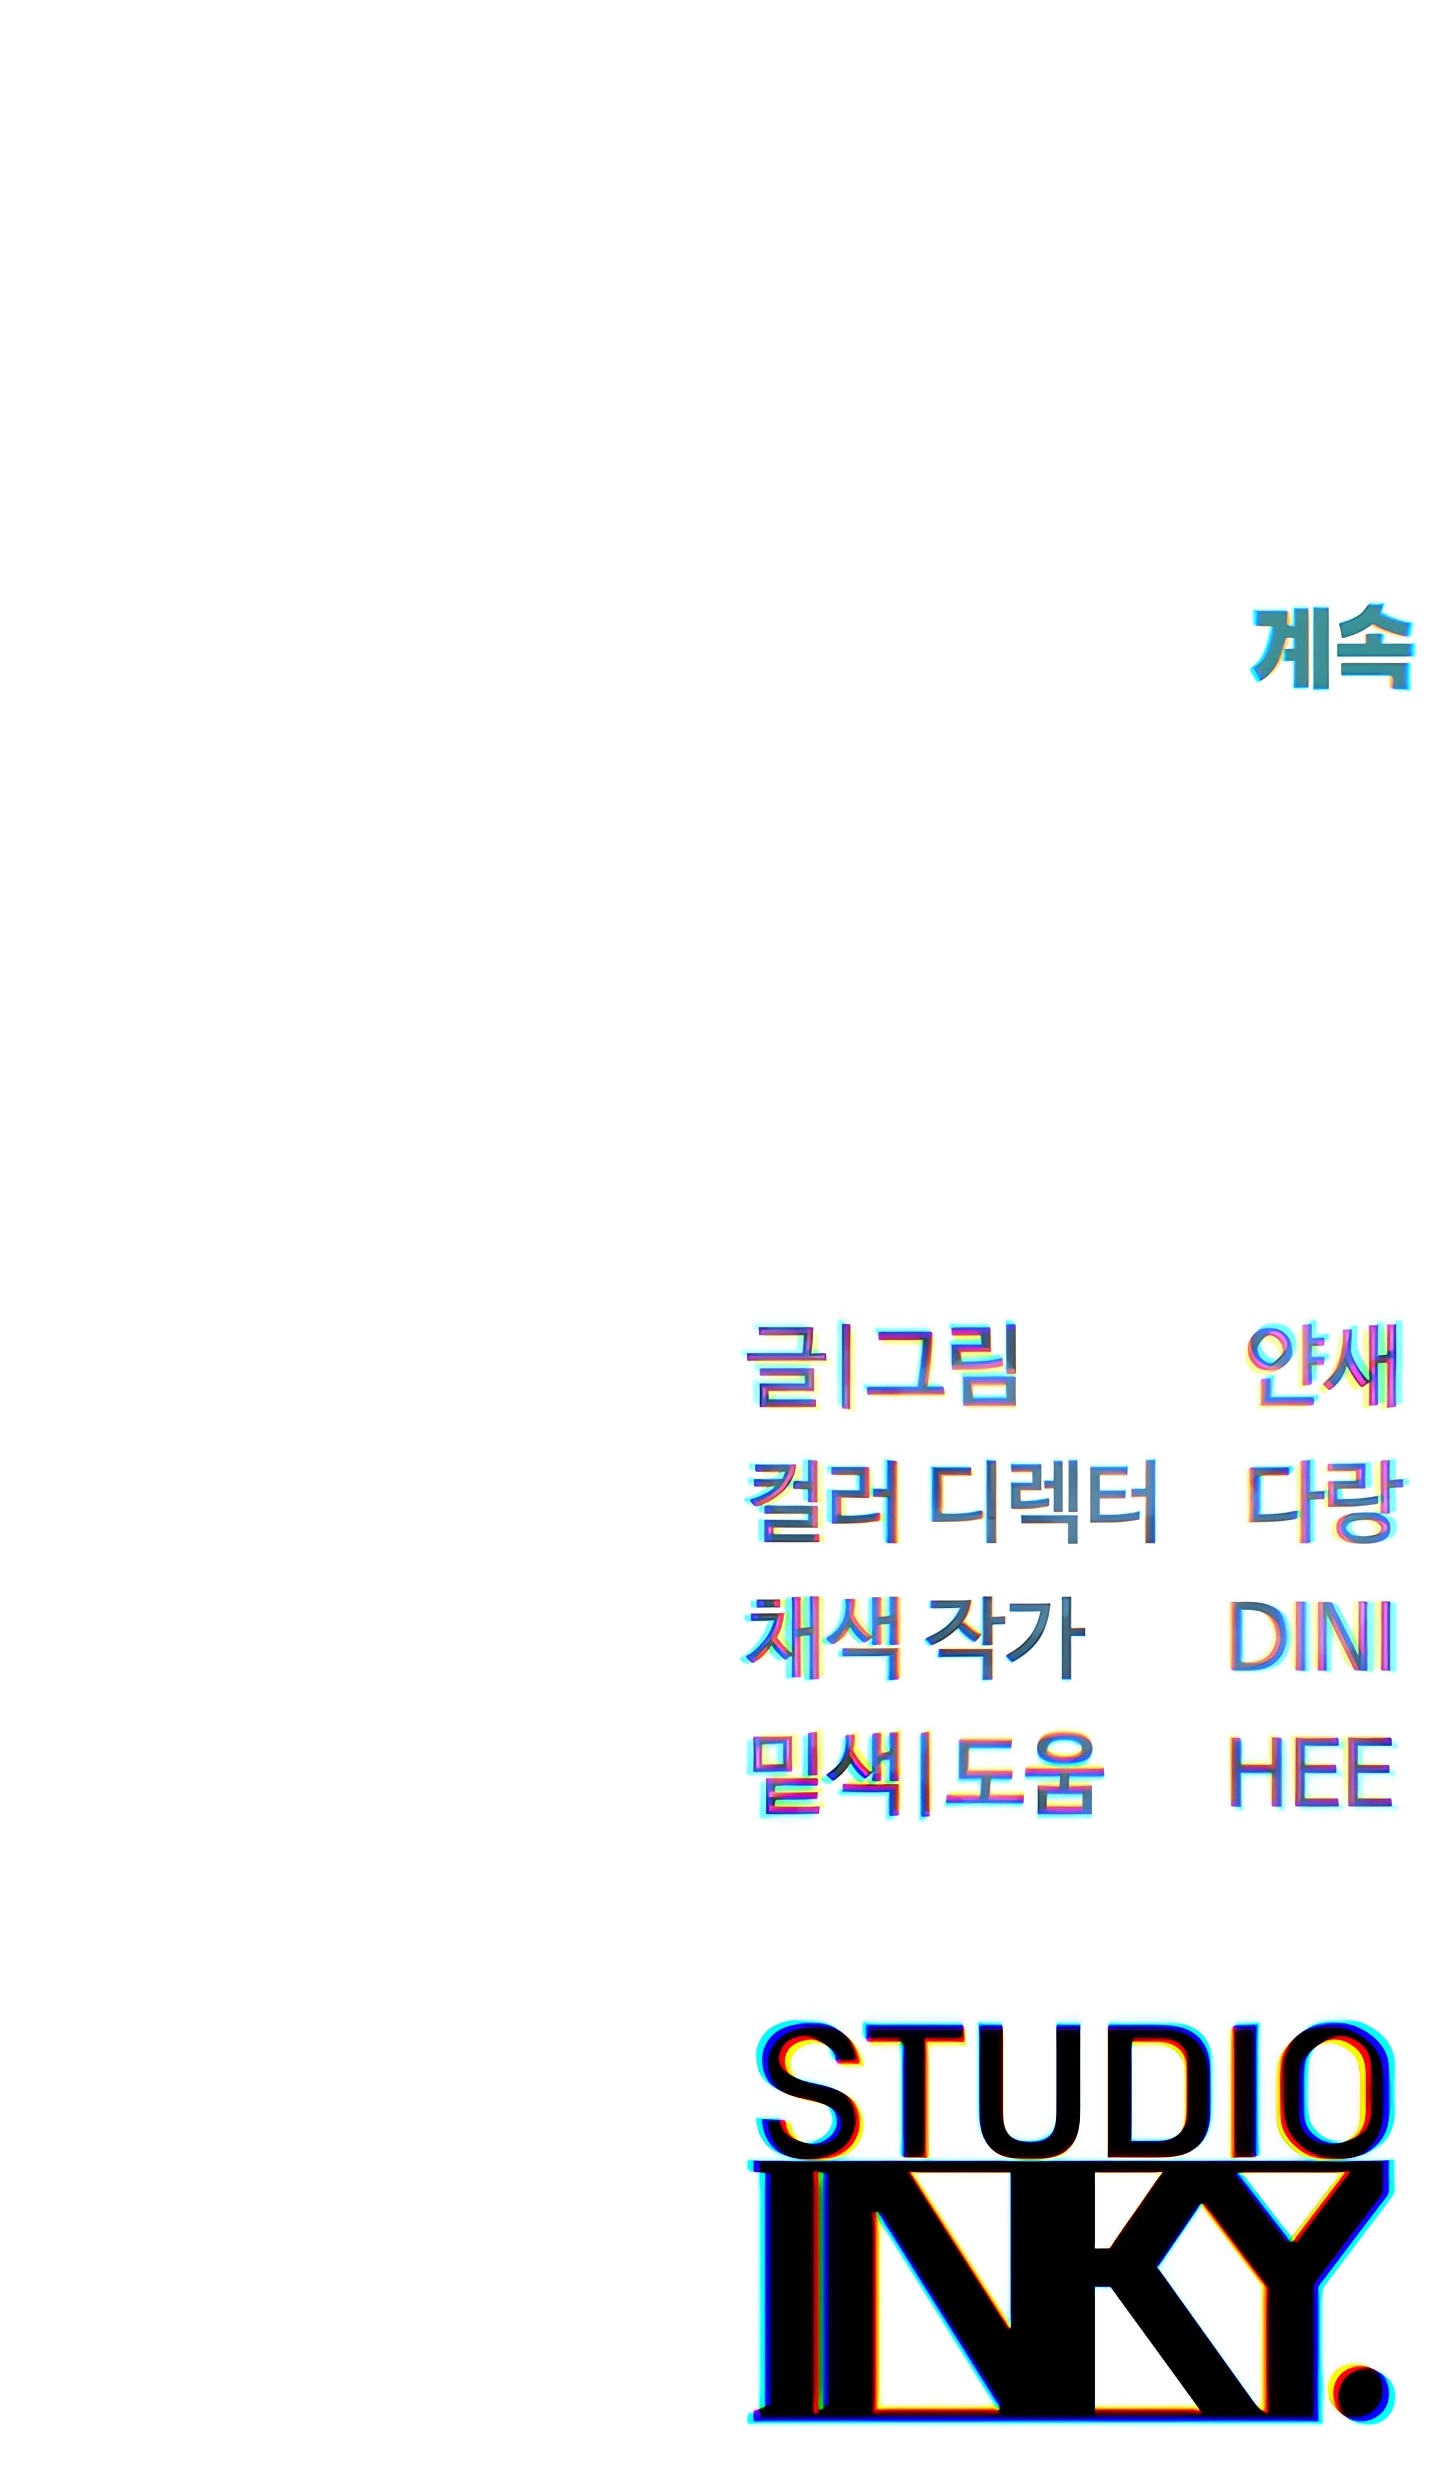 계속
글|그림 얀새
컬러 디렉터 다랑
채색 작가 DINI
밑색|도움 HEE
STUDIO
INKY.